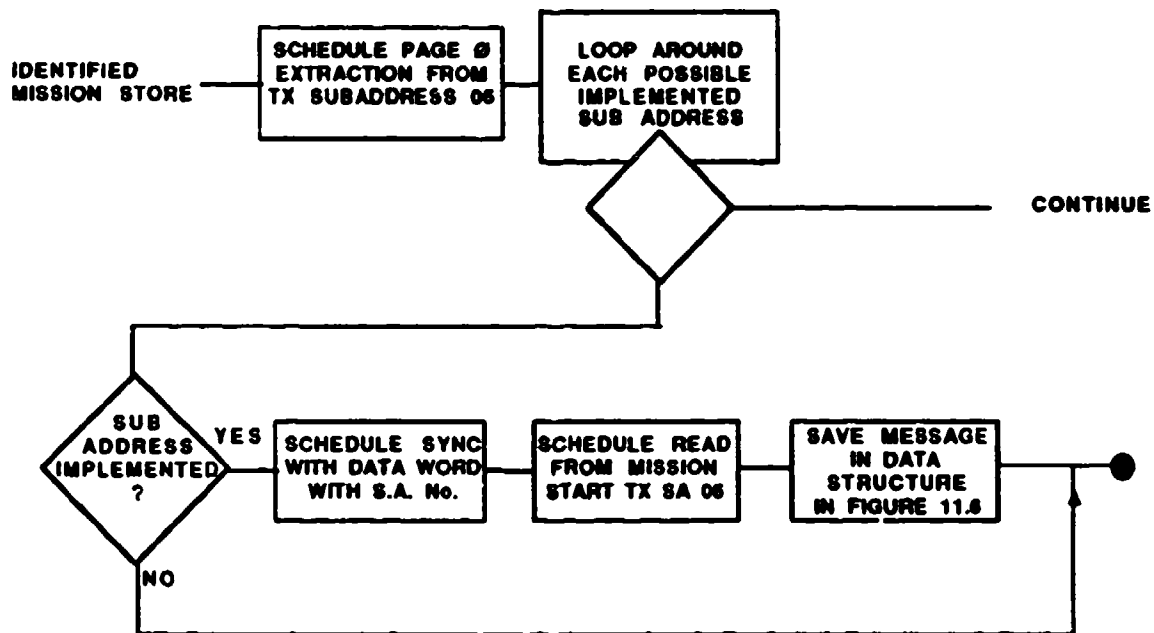 IDENTIFIED
MISSION STORE
SCHEDULE PAGE Ø
EXTRACTION FROM
TX SUBADDRESS 05
LOOP AROUND
EACH POSSIBLE
IMPLEMENTED
SUB ADDRESS
CONTINUE
SUB
ADDRESS
IMPLEMENTED
?
YES
NO
SCHEDULE SYNC
WITH DATA WORD
WITH S.A. No.
SCHEDULE READ
FROM MISSION
START TX SA 05
SAVE MESSAGE
IN DATA
STRUCTURE
IN FIGURE 11.6